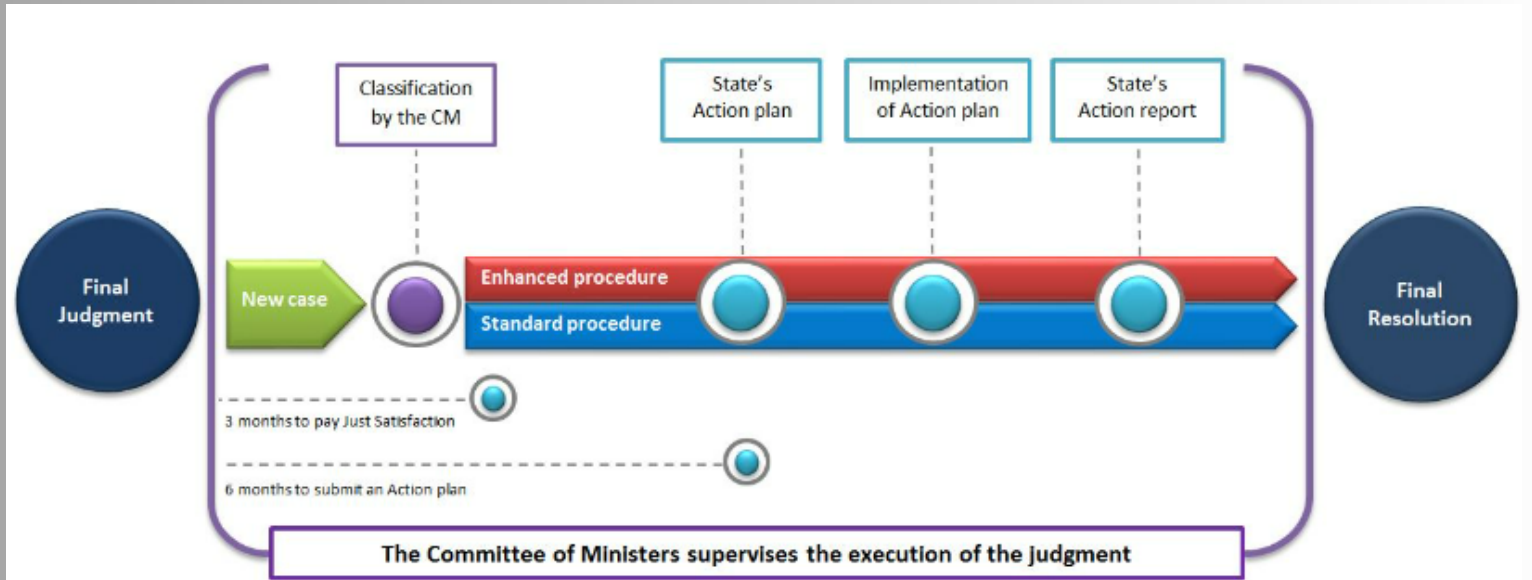 Classification
by the CM
State's
Action plan
Implementation
of Action plan
State's
Action report
Final
Judgment
New case
Enhanced procedure
Standard procedure
Final
Resolution
3 months to pay Just Satisfaction
6 months to submit an Action plan
The Committee of Ministers supervises the execution of the judgment